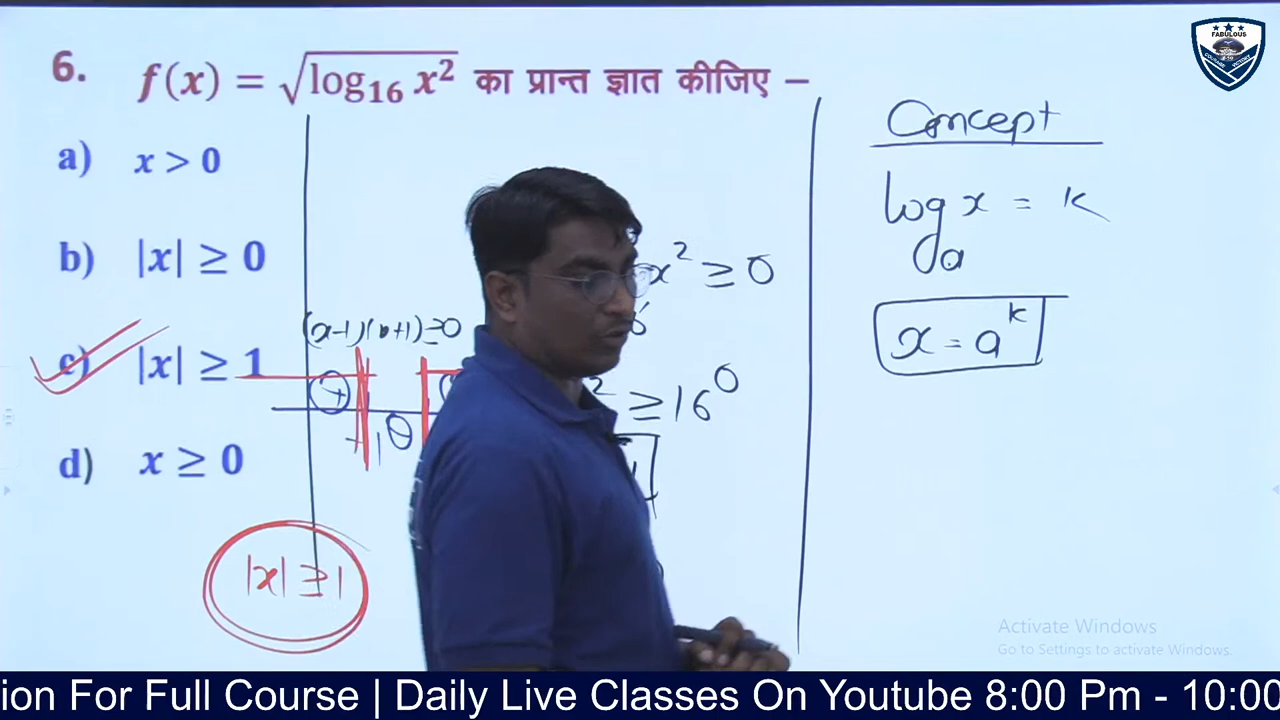 6. f(x) = √log₁₆ x² का प्रान्त ज्ञात कीजिए –
a) x > 0
b) |x| ≥ 0
c) |x| ≥ 1
d) x ≥ 0
(x-1)(x+1) ≥ 0
+
-1
|x| ≥ 1
x² ≥ 0
≥ 16⁰
Concept
logₐ x = k
x = aᵏ
FABULOUS
Activate Windows
Go to Settings to activate Windows.
ion For Full Course | Daily Live Classes On Youtube 8:00 Pm - 10:00